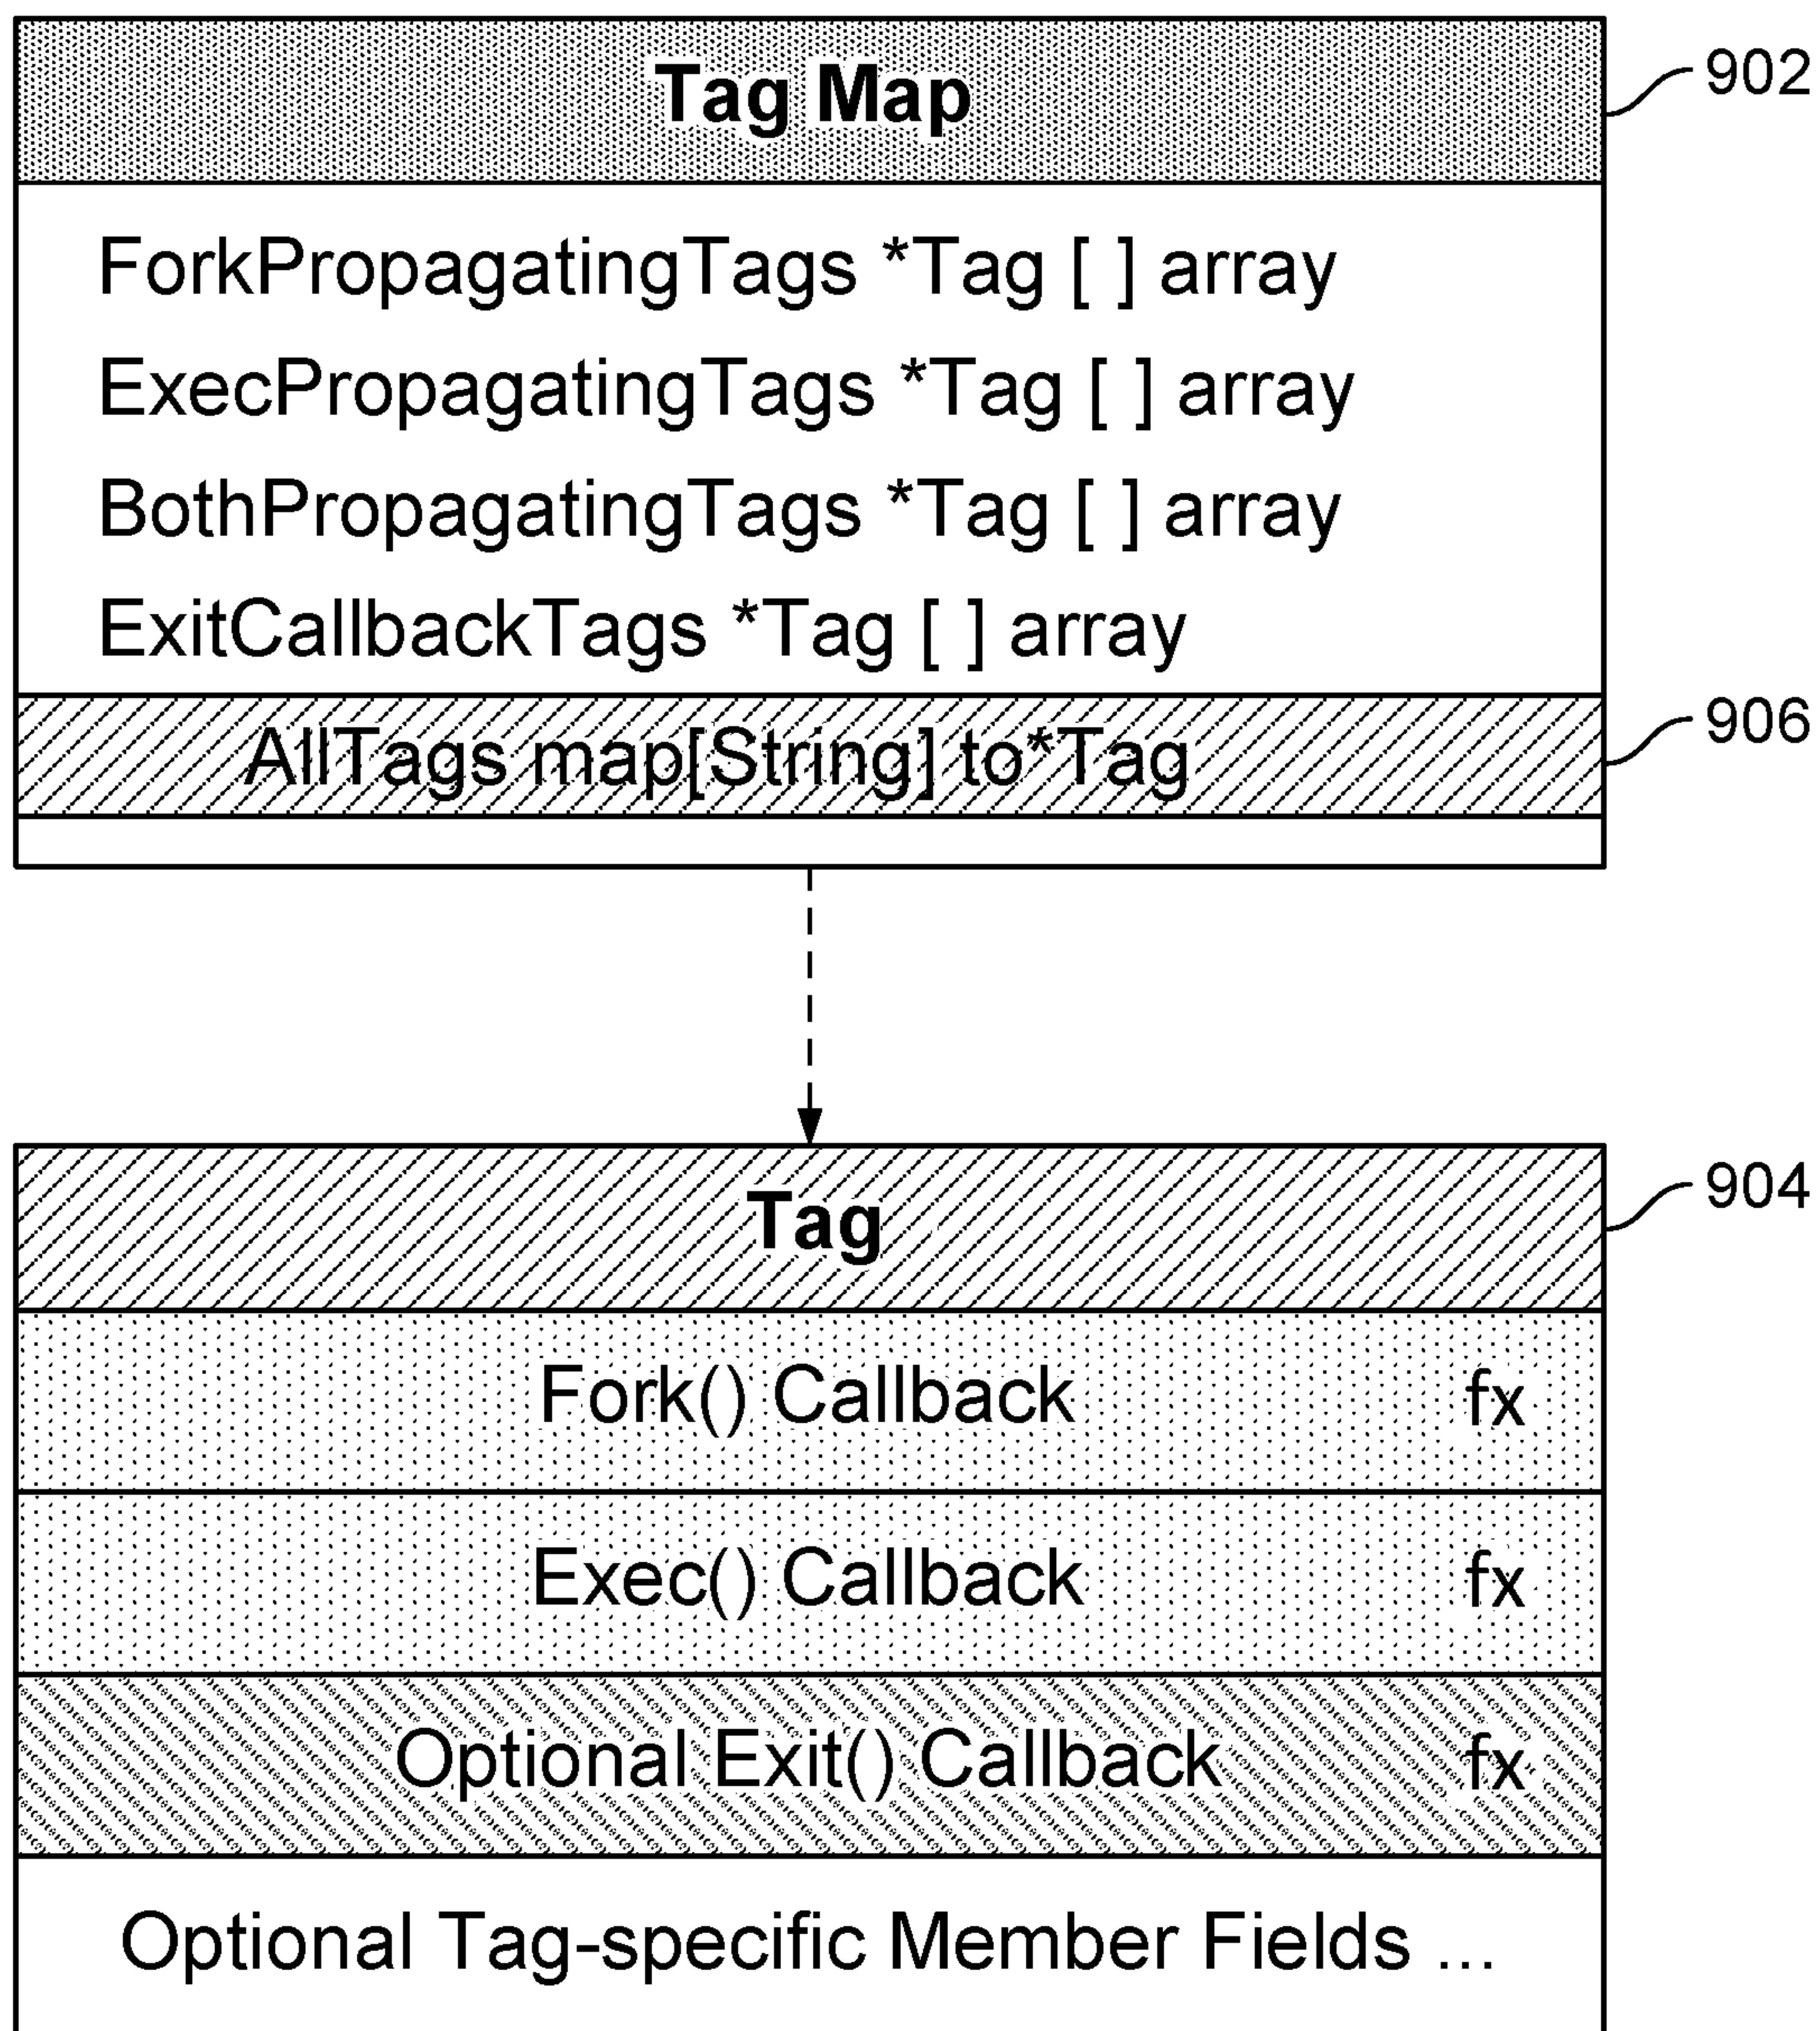 Tag Map
902
ForkPropagatingTags *Tag [ ] array
ExecPropagatingTags *Tag [ ] array
BothPropagatingTags *Tag [ ] array
ExitCallbackTags *Tag [ ] array
AllTags map[String] to*Tag
906
Tag
904
Fork() Callback fx
Exec() Callback fx
Optional Exit() Callback fx
Optional Tag-specific Member Fields ...